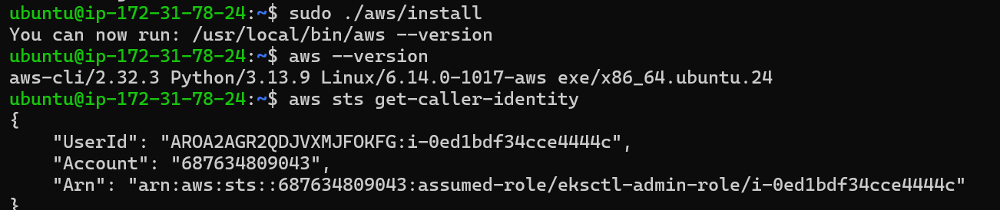 ubuntu@ip-172-31-78-24:~$ sudo ./aws/install
You can now run: /usr/local/bin/aws --version
ubuntu@ip-172-31-78-24:~$ aws --version
aws-cli/2.32.3 Python/3.13.9 Linux/6.14.0-1017-aws exe/x86_64.ubuntu.24
ubuntu@ip-172-31-78-24:~$ aws sts get-caller-identity
{
    "UserId": "AROA2AGR2QDJVXMJFOKFG:i-0ed1bdf34cce4444c",
    "Account": "687634809043",
    "Arn": "arn:aws:sts::687634809043:assumed-role/eksctl-admin-role/i-0ed1bdf34cce4444c"
}